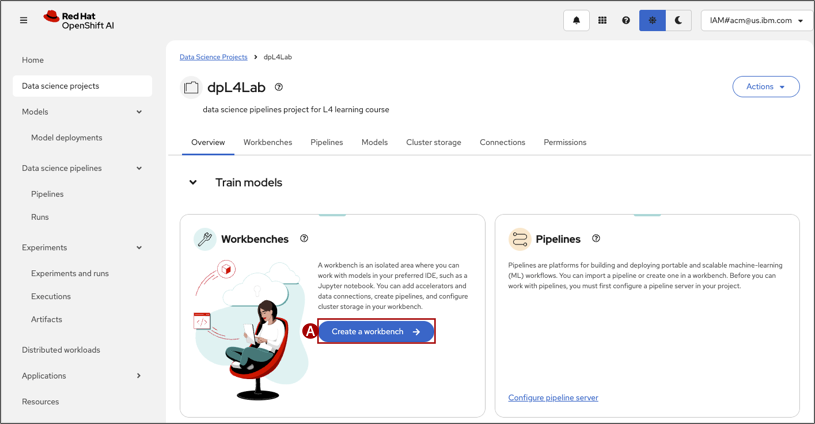 Red Hat
OpenShift AI
IAM#acm@us.ibm.com
Home
Data science projects
Models
Model deployments
Data science pipelines
Pipelines
Runs
Experiments
Experiments and runs
Executions
Artifacts
Distributed workloads
Applications
Resources
Data Science Projects > dpL4Lab
dpL4Lab
Actions
data science pipelines project for L4 learning course
Overview Workbenches Pipelines Models Cluster storage Connections Permissions
Train models
Workbenches
A workbench is an isolated area where you can
work with models in your preferred IDE, such as a
Jupyter notebook. You can add accelerators and
data connections, create pipelines, and configure
cluster storage in your workbench.
A
Create a workbench
Pipelines
Pipelines are platforms for building and deploying portable and scalable machine-learning
(ML) workflows. You can import a pipeline or create one in a workbench. Before you can
work with pipelines, you must first configure a pipeline server in your project.
Configure pipeline server